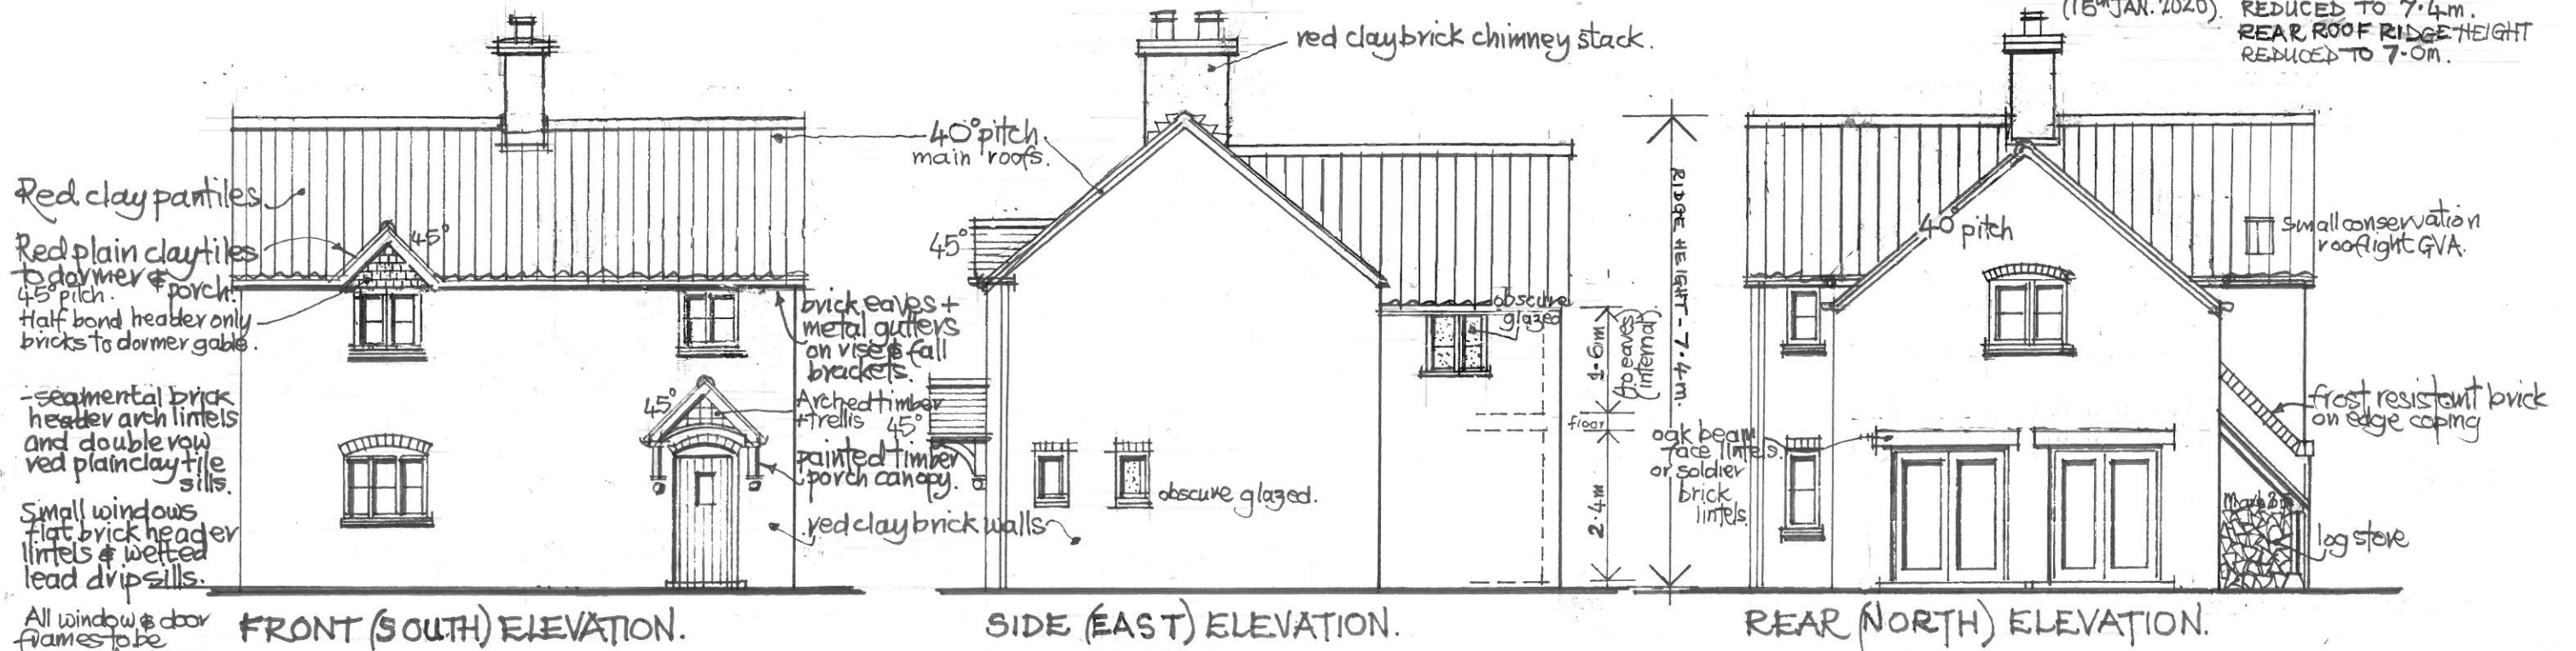 (15th JAN. 2020). REDUCED TO 7·4m.
REAR ROOF RIDGE HEIGHT
REDUCED TO 7·0m.
red clay brick chimney stack.
40° pitch
main roofs.
Red clay pantiles
Red plain clay tiles
to dormer & porch.
45° pitch.
Half bond header only
bricks to dormer gable.
-segmental brick
header arch lintels
and double row
red plain clay tile
sills.
Small windows
flat brick header
lintels & welted
lead drip sills.
All window & door
frames to be
45°
45°
brick eaves +
metal gutters
on rise & fall
brackets.
Arched timber
+ trellis
painted timber
porch canopy.
red clay brick walls
FRONT (SOUTH) ELEVATION.
45°
45°
obscure glazed.
obscure
glazed
1·6m
(to eaves)
(internal)
floor
2·4m
SIDE (EAST) ELEVATION.
RIDGE HEIGHT - 7·4m.
40 pitch
small conservation
rooflight GVA.
oak beam
face lintels.
or soldier
brick
lintels
frost resistant brick
on edge coping
log store
REAR (NORTH) ELEVATION.